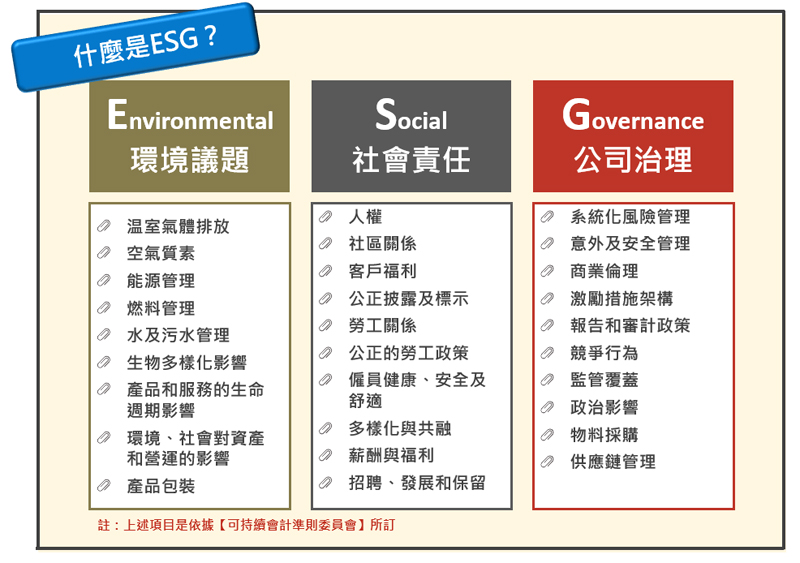 什麼是ESG？
Environmental
環境議題
温室氣體排放
空氣質素
能源管理
燃料管理
水及污水管理
生物多樣化影響
產品和服務的生命
週期影響
環境、社會對資產
和營運的影響
產品包裝
Social
社會責任
人權
社區關係
客戶福利
公正披露及標示
勞工關係
公正的勞工政策
僱員健康、安全及
舒適
多樣化與共融
薪酬與福利
招聘、發展和保留
Governance
公司治理
系統化風險管理
意外及安全管理
商業倫理
激勵措施架構
報告和審計政策
競爭行為
監管覆蓋
政治影響
物料採購
供應鏈管理
註：上述項目是依據【可持續會計準則委員會】所訂